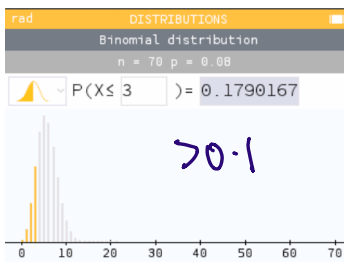 rad DISTRIBUTIONS
Binomial distribution
n = 70 p = 0.08
P(X≤ 3 )= 0.1790167
>0.1
0 10 20 30 40 50 60 70